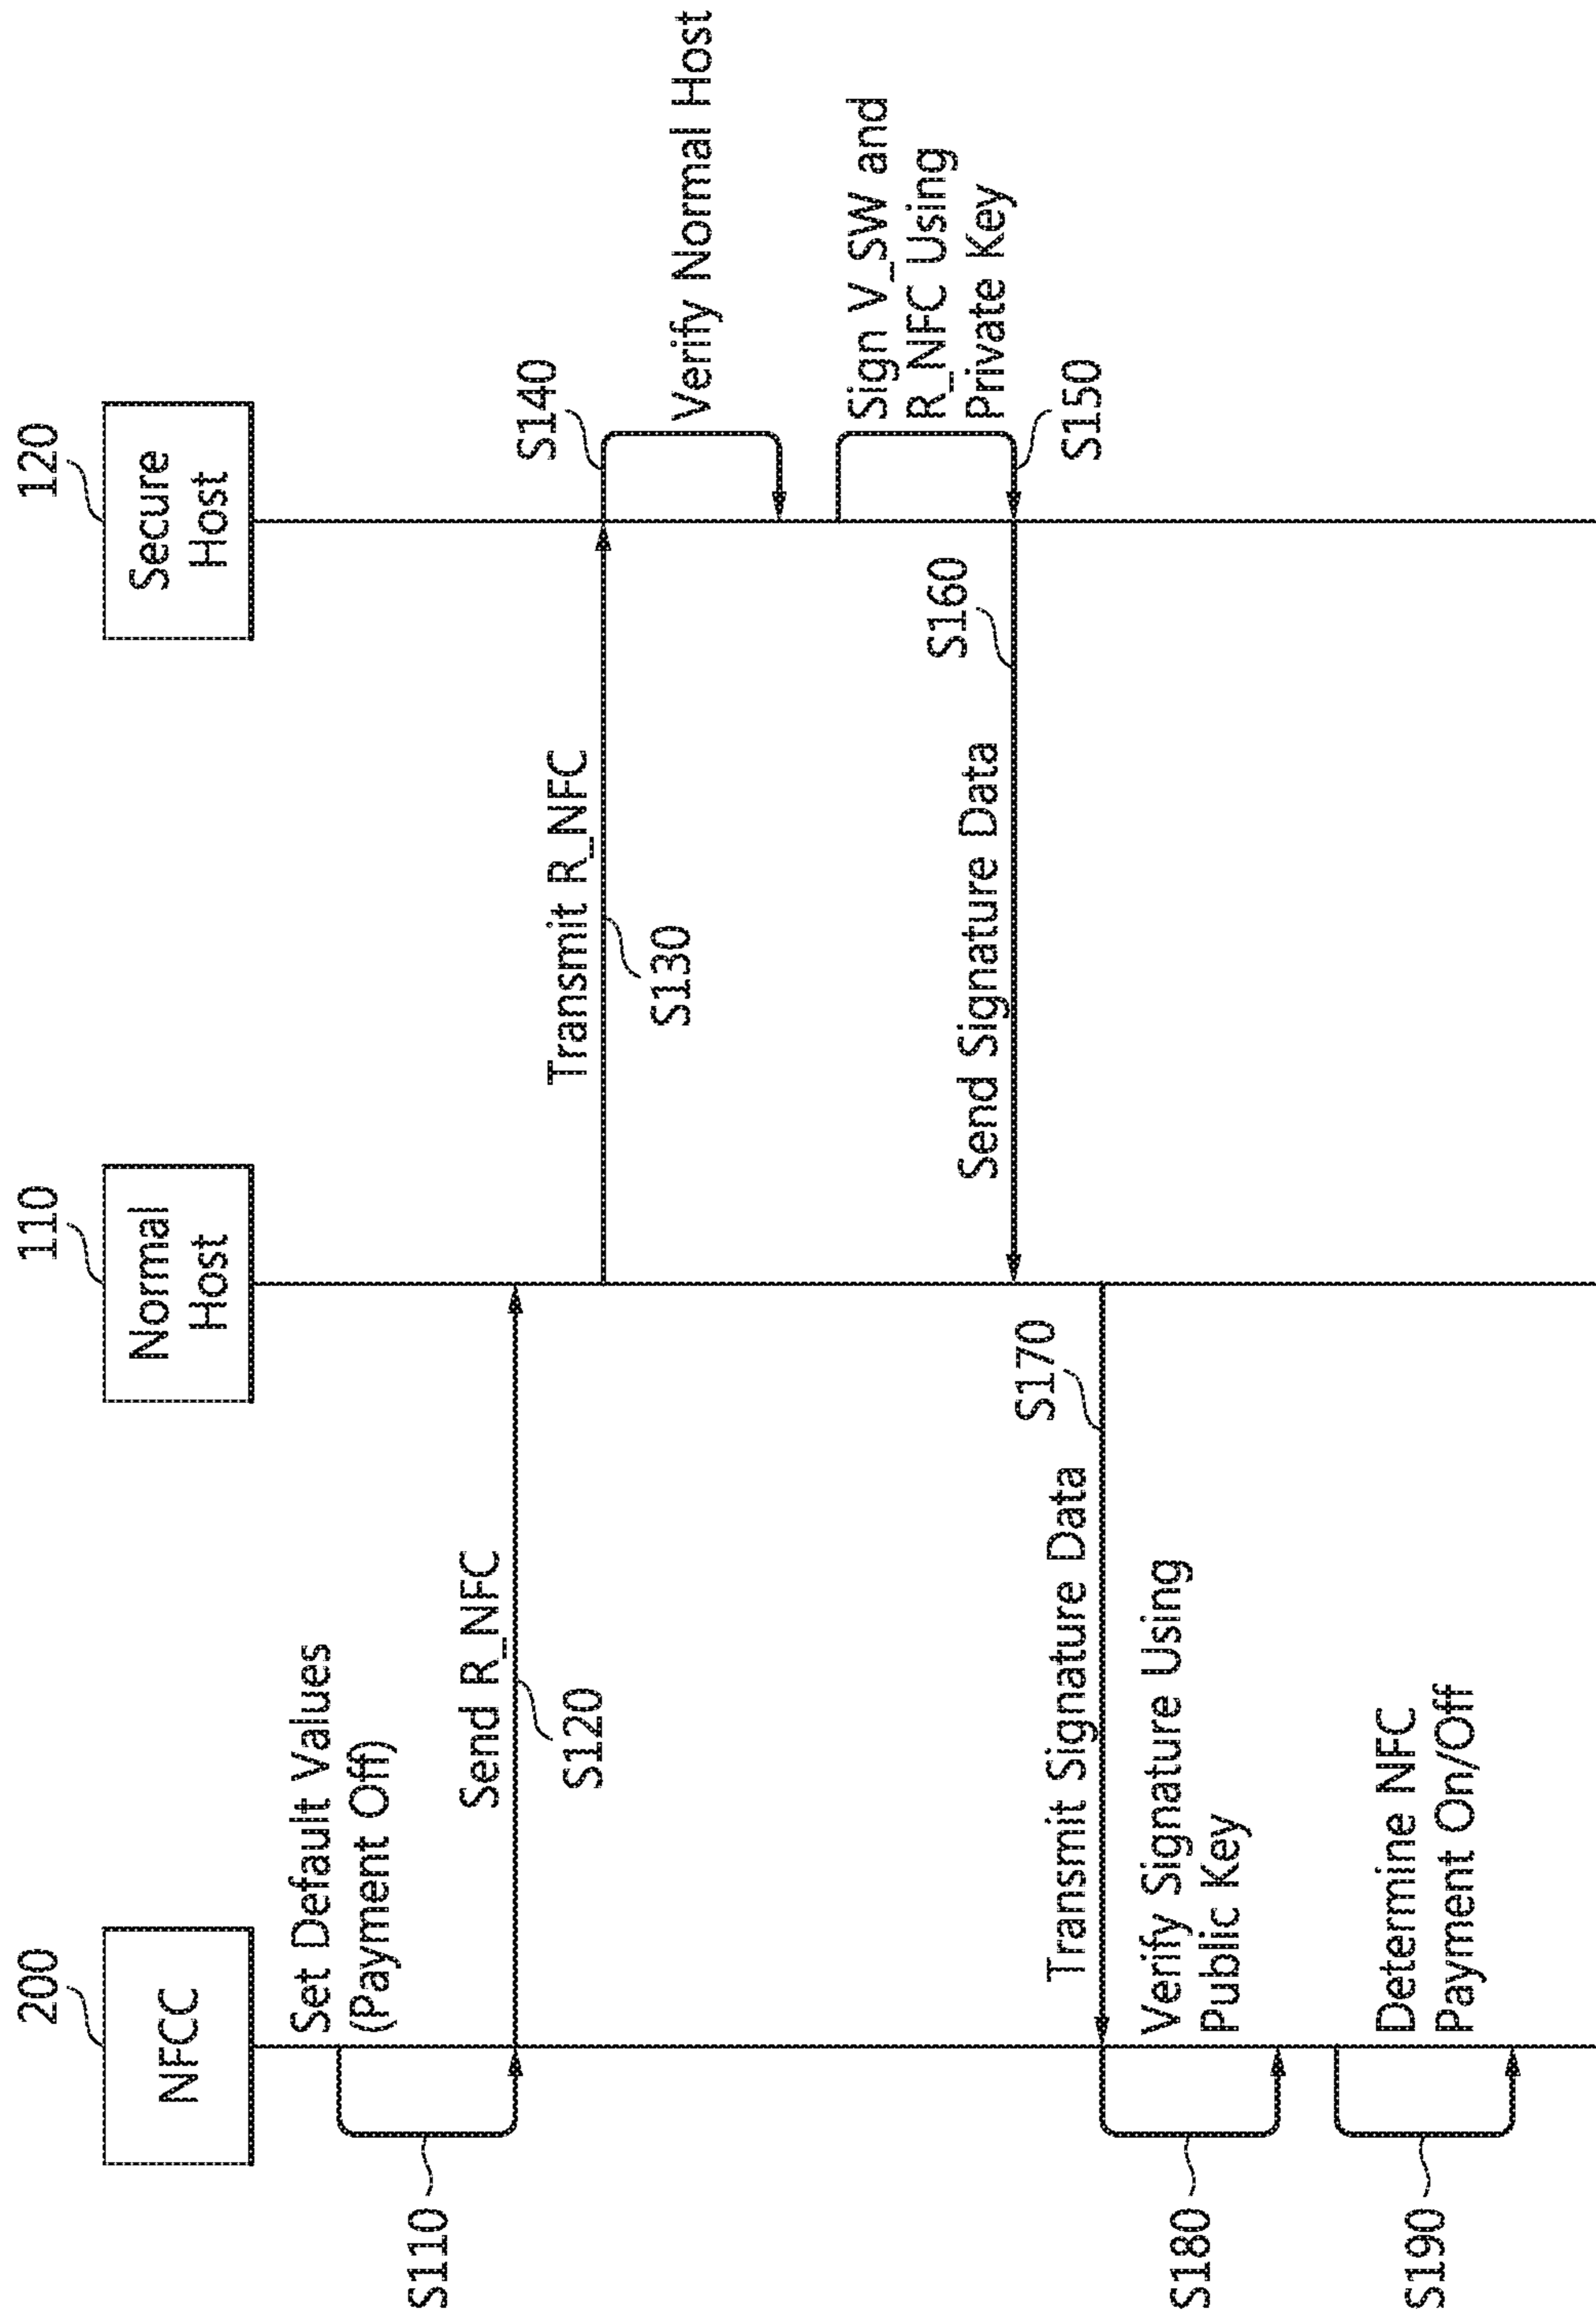 200
NFCC
110
Normal
Host
120
Secure
Host
Set Default Values
(Payment Off)
S110
Send R_NFC
S120
Transmit R_NFC
S130
S140
Verify Normal Host
Sign V_SW and
R_NFC Using
Private Key
S150
S160
Send Signature Data
S170
Transmit Signature Data
Verify Signature Using
Public Key
S180
Determine NFC
Payment On/Off
S190